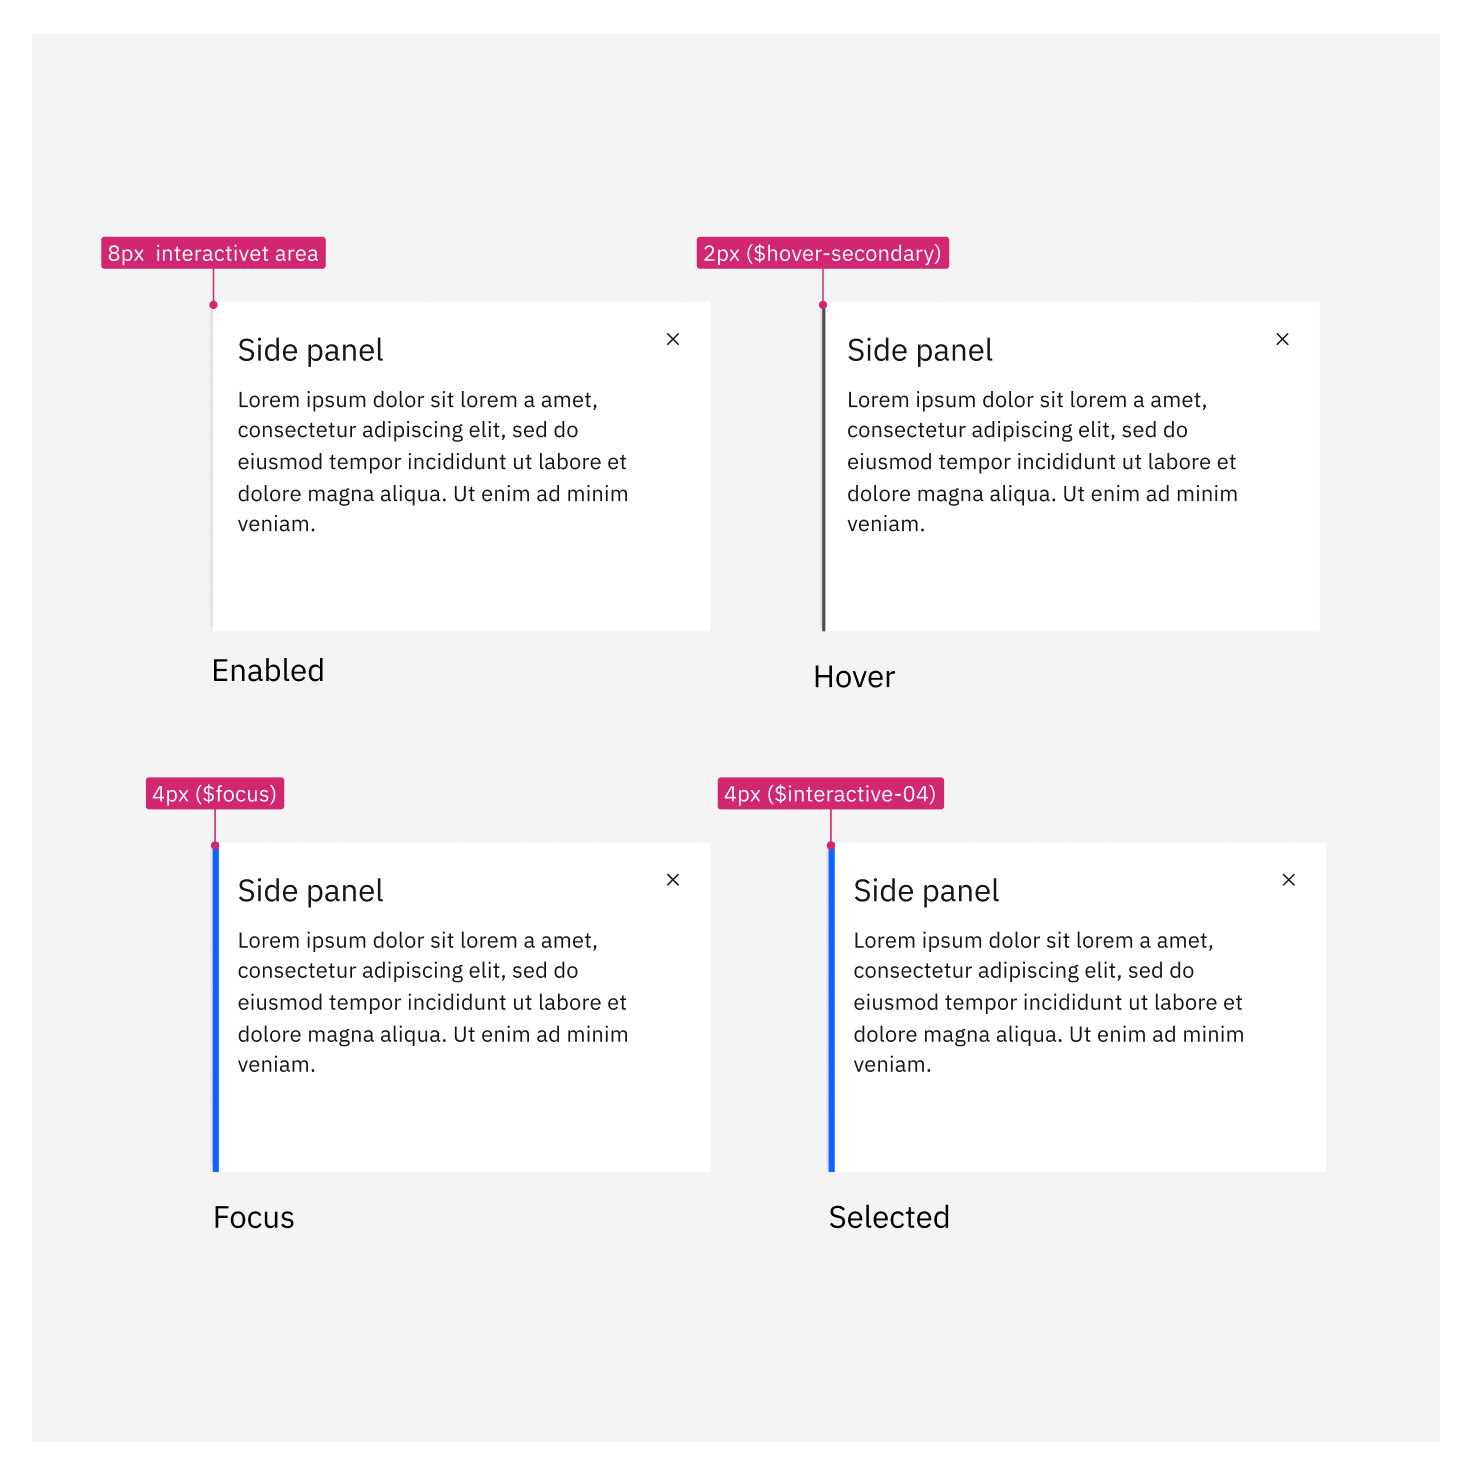 8px  interactivet area
Side panel
Lorem ipsum dolor sit lorem a amet,
consectetur adipiscing elit, sed do
eiusmod tempor incididunt ut labore et
dolore magna aliqua. Ut enim ad minim
veniam.
Enabled
2px ($hover-secondary)
Side panel
Lorem ipsum dolor sit lorem a amet,
consectetur adipiscing elit, sed do
eiusmod tempor incididunt ut labore et
dolore magna aliqua. Ut enim ad minim
veniam.
Hover
4px ($focus)
Side panel
Lorem ipsum dolor sit lorem a amet,
consectetur adipiscing elit, sed do
eiusmod tempor incididunt ut labore et
dolore magna aliqua. Ut enim ad minim
veniam.
Focus
4px ($interactive-04)
Side panel
Lorem ipsum dolor sit lorem a amet,
consectetur adipiscing elit, sed do
eiusmod tempor incididunt ut labore et
dolore magna aliqua. Ut enim ad minim
veniam.
Selected